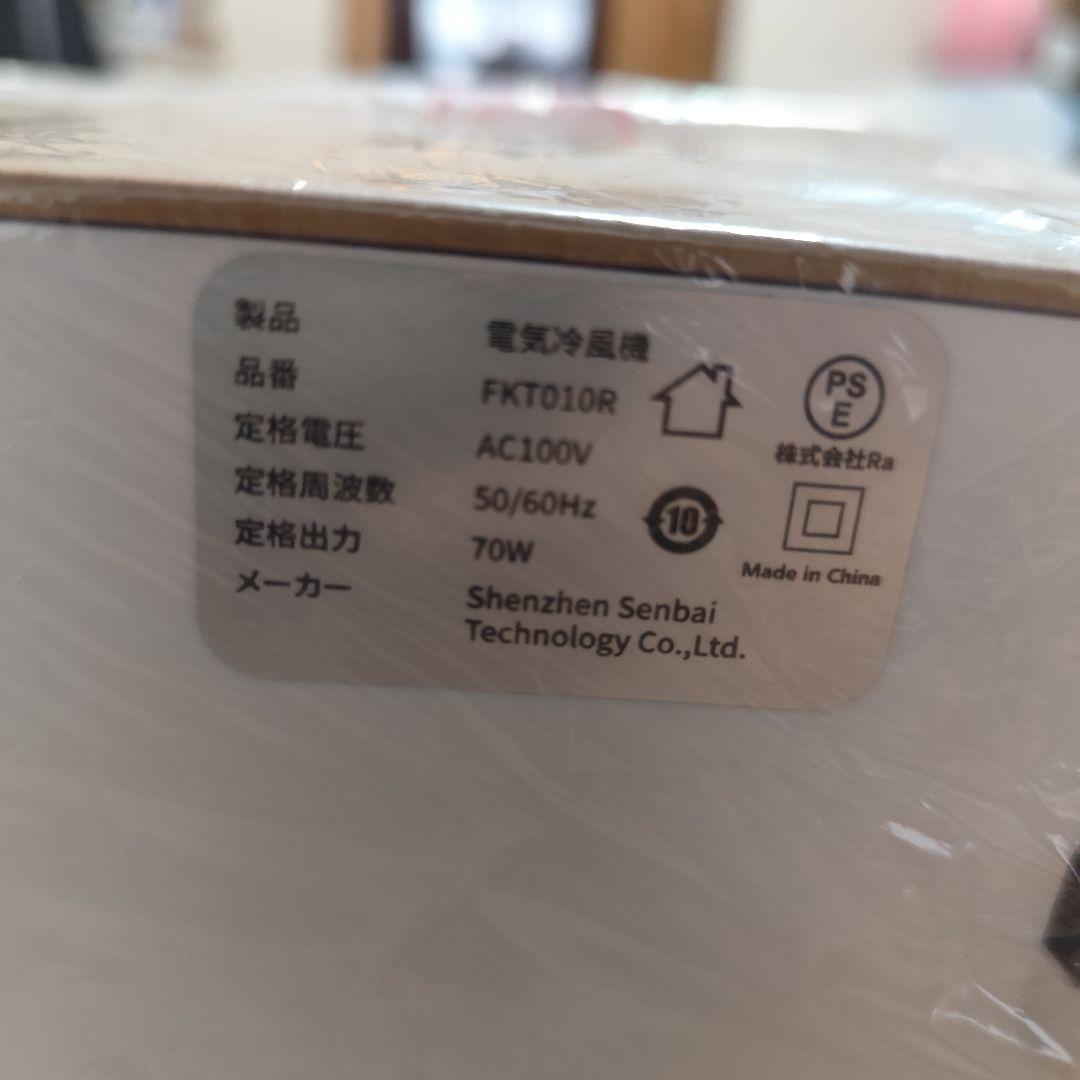 製品 電気冷風機
品番 FKT010R
定格電圧 AC100V
定格周波数 50/60Hz
定格出力 70W
メーカー Shenzhen Senbai
Technology Co.,Ltd.
PS
E
株式会社Ra
10
Made in China